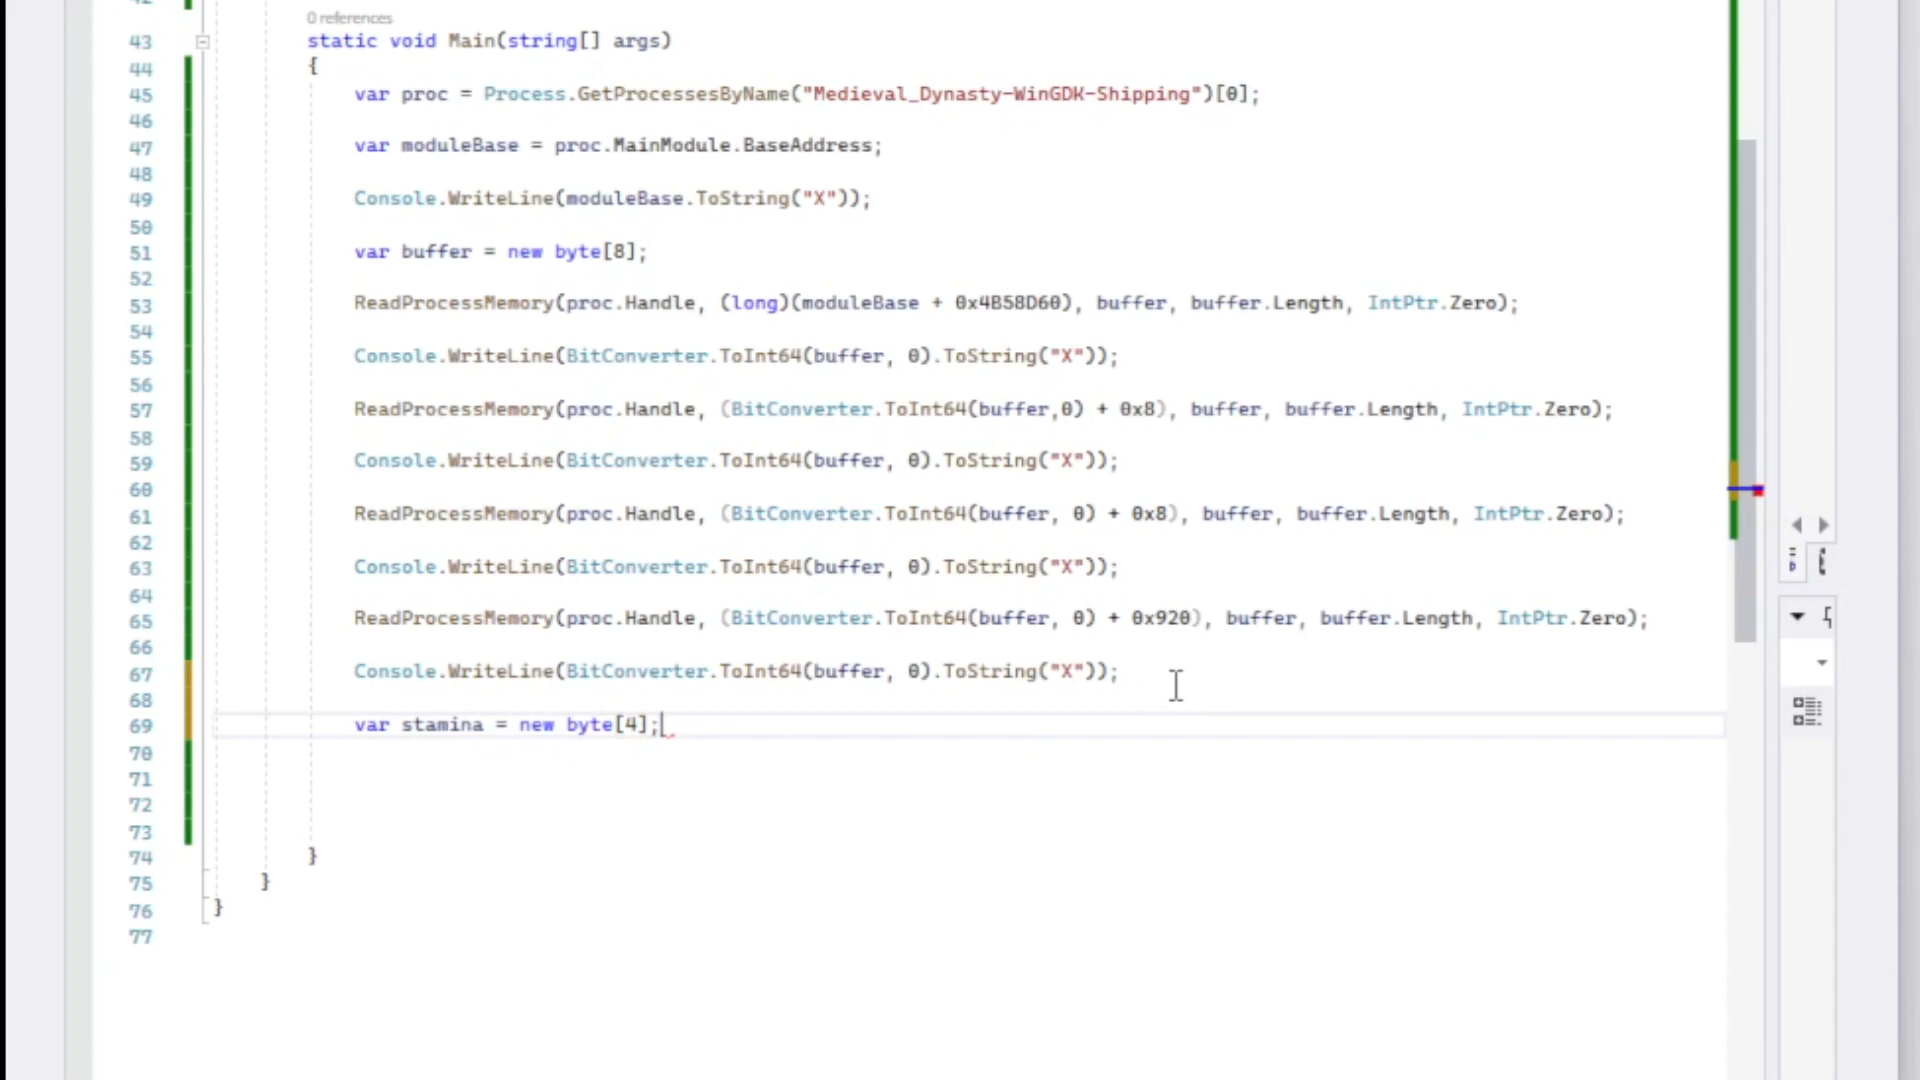 0 references
43 static void Main(string[] args)
44 {
45 var proc = Process.GetProcessesByName("Medieval_Dynasty-WinGDK-Shipping")[0];
46
47 var moduleBase = proc.MainModule.BaseAddress;
48
49 Console.WriteLine(moduleBase.ToString("X"));
50
51 var buffer = new byte[8];
52
53 ReadProcessMemory(proc.Handle, (long)(moduleBase + 0x4B58D60), buffer, buffer.Length, IntPtr.Zero);
54
55 Console.WriteLine(BitConverter.ToInt64(buffer, 0).ToString("X"));
56
57 ReadProcessMemory(proc.Handle, (BitConverter.ToInt64(buffer,0) + 0x8), buffer, buffer.Length, IntPtr.Zero);
58
59 Console.WriteLine(BitConverter.ToInt64(buffer, 0).ToString("X"));
60
61 ReadProcessMemory(proc.Handle, (BitConverter.ToInt64(buffer, 0) + 0x8), buffer, buffer.Length, IntPtr.Zero);
62
63 Console.WriteLine(BitConverter.ToInt64(buffer, 0).ToString("X"));
64
65 ReadProcessMemory(proc.Handle, (BitConverter.ToInt64(buffer, 0) + 0x920), buffer, buffer.Length, IntPtr.Zero);
66
67 Console.WriteLine(BitConverter.ToInt64(buffer, 0).ToString("X"));
68
69 var stamina = new byte[4];
70
71
72
73
74 }
75 }
76 }
77